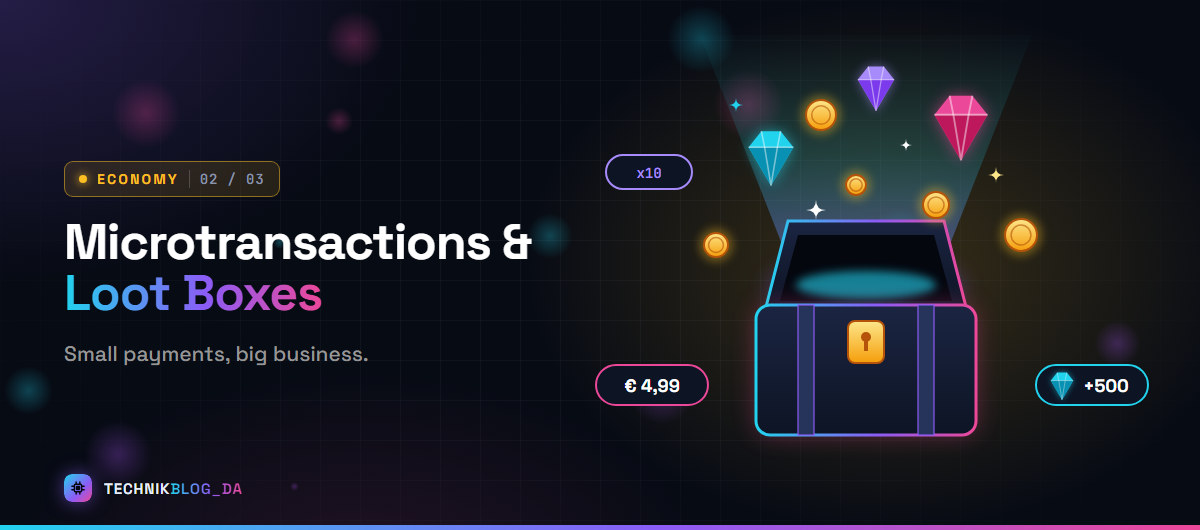 ECONOMY 02 / 03
Microtransactions &
Loot Boxes
Small payments, big business.
x10
€ 4,99
+500
TECHNIKBLOG_DA